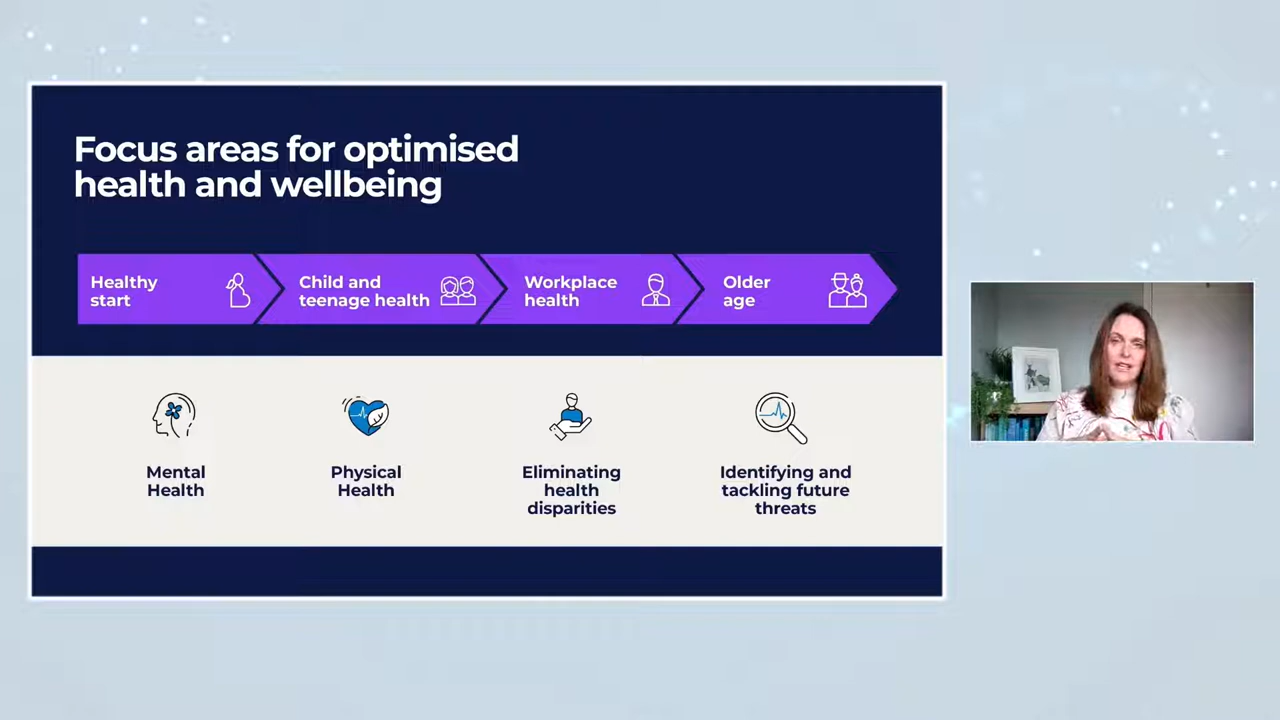 Focus areas for optimised
health and wellbeing
Healthy
start
Child and
teenage health
Workplace
health
Older
age
Mental
Health
Physical
Health
Eliminating
health
disparities
Identifying and
tackling future
threats